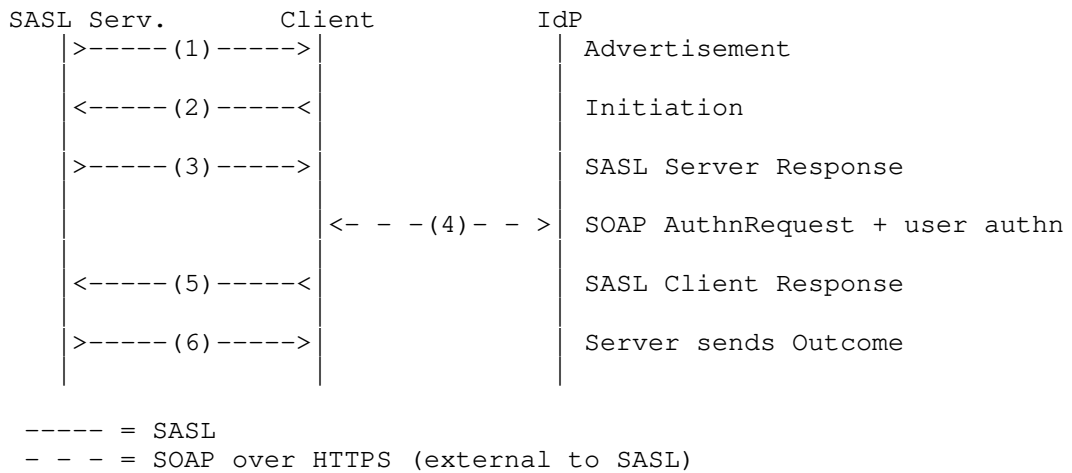 SASL Serv. Client IdP
|>-----(1)----->| | Advertisement
|<-----(2)-----<| | Initiation
|>-----(3)----->| | SASL Server Response
| |<- - -(4)- - >| SOAP AuthnRequest + user authn
|<-----(5)-----<| | SASL Client Response
|>-----(6)----->| | Server sends Outcome
----- = SASL
- - - = SOAP over HTTPS (external to SASL)